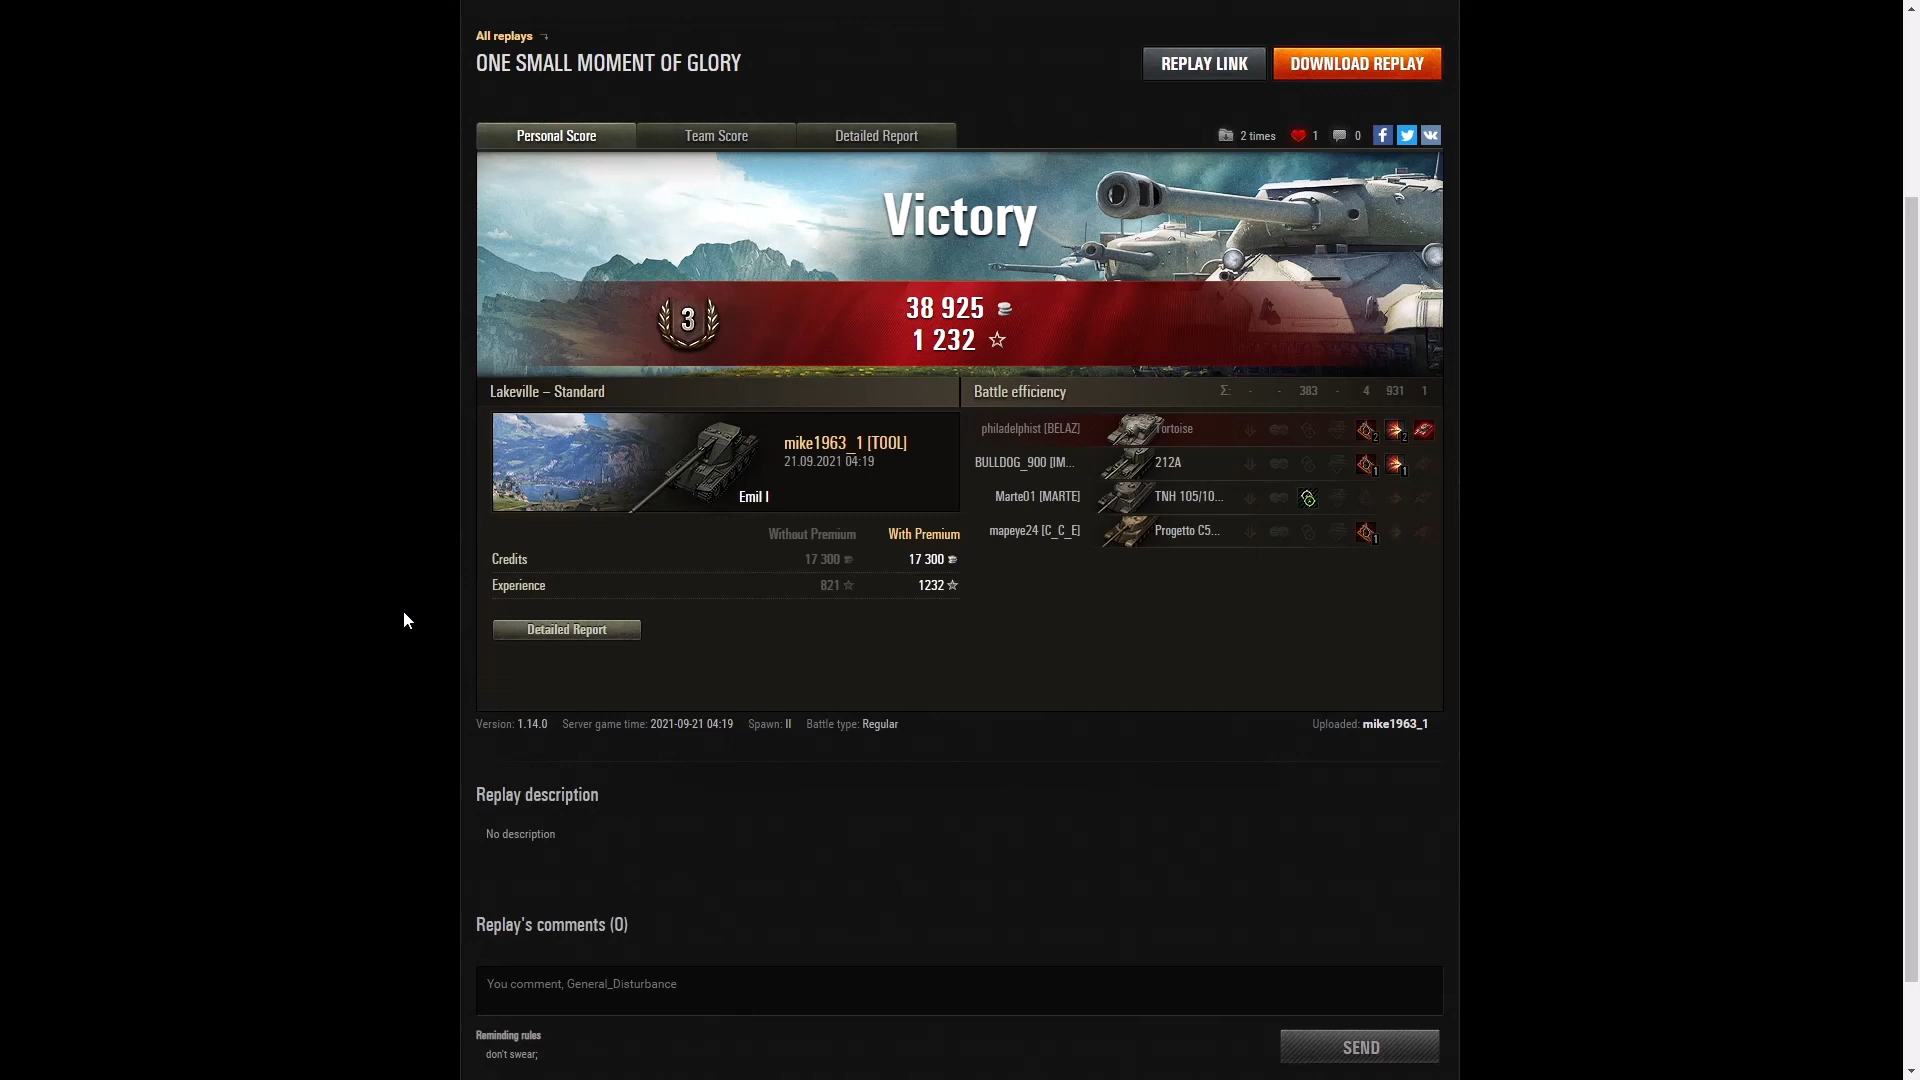 All replays
ONE SMALL MOMENT OF GLORY
REPLAY LINK
DOWNLOAD REPLAY
Personal Score
Team Score
Detailed Report
2 times
1
0
Victory
3
38 925
1 232
Lakeville – Standard
Battle efficiency
Σ: - - 383 - 4 931 1
mike1963_1 [TOOL]
21.09.2021 04:19
Emil I
philadelphist [BELAZ] Tortoise 2 2
BULLDOG_900 [IM... 212A 1 1
Marte01 [MARTE] TNH 105/10...
mapeye24 [C_C_E] Progetto C5... 1
Without Premium With Premium
Credits 17 300 17 300
Experience 821 1232
Detailed Report
Version: 1.14.0 Server game time: 2021-09-21 04:19 Spawn: II Battle type: Regular
Uploaded: mike1963_1
Replay description
No description
Replay's comments (0)
You comment, General_Disturbance
Reminding rules
don't swear;
SEND